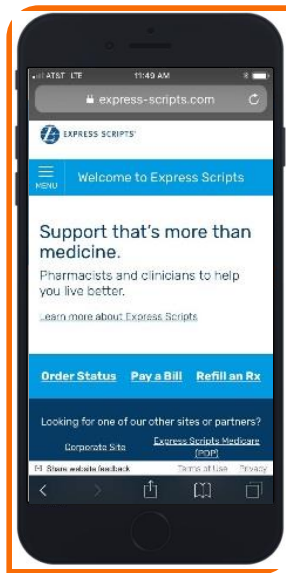 AT&T LTE 11:49 AM
express-scripts.com
EXPRESS SCRIPTS®
MENU
Welcome to Express Scripts
Support that's more than
medicine.
Pharmacists and clinicians to help
you live better.
Learn more about Express Scripts
Order Status Pay a Bill Refill an Rx
Looking for one of our other sites or partners?
Corporate Site
Express Scripts Medicare
(PDP)
[+] Share website feedback Terms of Use Privacy